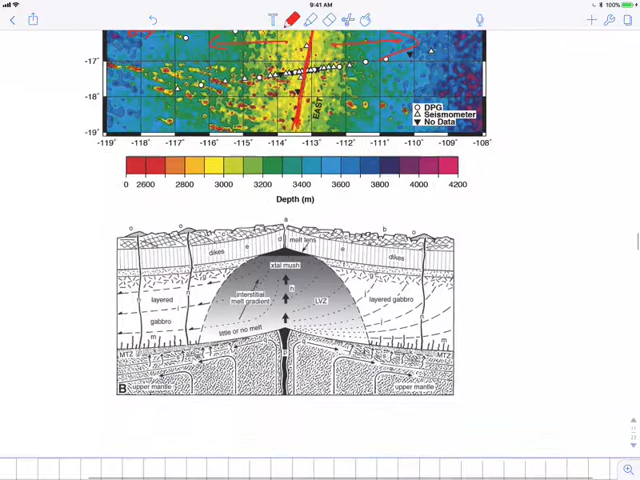 9:41 AM
100%
T
-17°
-18°
-19°
EAST
DPG
Seismometer
No Data
-119° -118° -117° -116° -115° -114° -113° -112° -111° -110° -109° -108°
0 2600 2800 3000 3200 3400 3600 3800 4000 4200
Depth (m)
o o a b o
d melt lens
dikes e e dikes
xtal mush
g
interstitial
melt gradient
n
LVZ
layered
gabbro
layered gabbro
little or no melt
m m
MTZ MTZ
upper mantle upper mantle
B